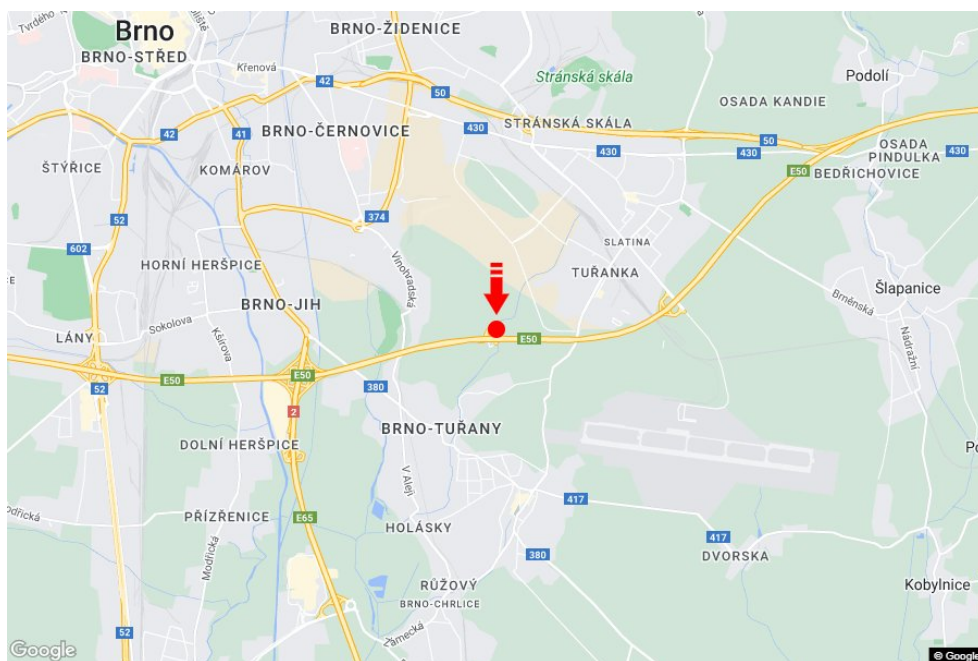 Brno
BRNO-STŘED
BRNO-ŽIDENICE
Křenová
42
50
Stránská skála
Podolí
OSADA KANDIE
42
41
BRNO-ČERNOVICE
430
STRÁNSKÁ SKÁLA
430
430
50
OSADA
PINDULKA
430
E50
BEDŘICHOVICE
ŠTÝŘICE
KOMÁROV
52
374
602
Vinohradská
SLATINA
HORNÍ HERŠPICE
TUŘANKA
Šlapanice
BRNO-JIH
Brněnská
Sokolova
LÁNY
Kšírova
E50
Nádražní
E50
E50
380
52
2
BRNO-TUŘANY
DOLNÍ HERŠPICE
V Aleji
417
PŘÍZŘENICE
E65
HOLÁSKY
417
Modřická
380
DVORSKA
RŮŽOVÝ
BRNO-CHRLICE
Kobylnice
52
Google
© Google